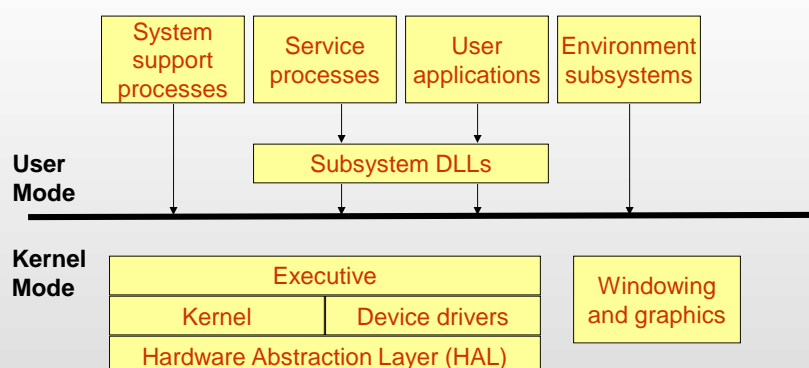 System
support
processes
Service
processes
User
applications
Environment
subsystems
Subsystem DLLs
User
Mode
Kernel
Mode
Executive
Kernel
Device drivers
Hardware Abstraction Layer (HAL)
Windowing
and graphics